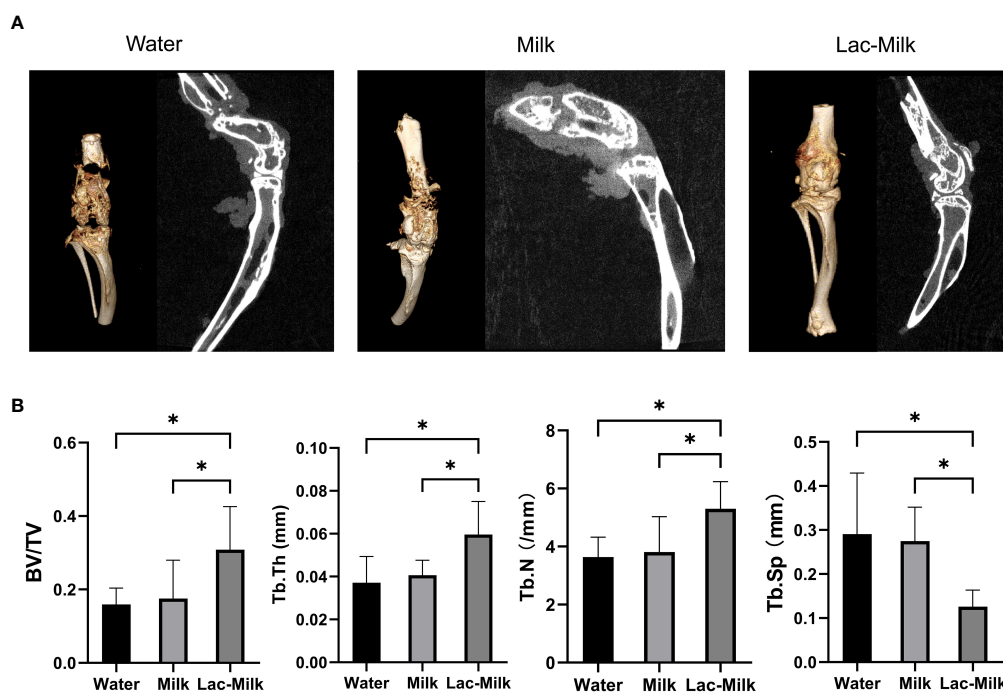 A
Water Milk Lac-Milk
B
BV/TV
0.6
0.4
0.2
0.0
*
*
Water Milk Lac-Milk
Tb.Th (mm)
0.10
0.08
0.06
0.04
0.02
0.00
*
*
Water Milk Lac-Milk
Tb.N (/mm)
8
6
4
2
0
*
*
Water Milk Lac-Milk
Tb.Sp (mm)
0.5
0.4
0.3
0.2
0.1
0.0
*
*
Water Milk Lac-Milk